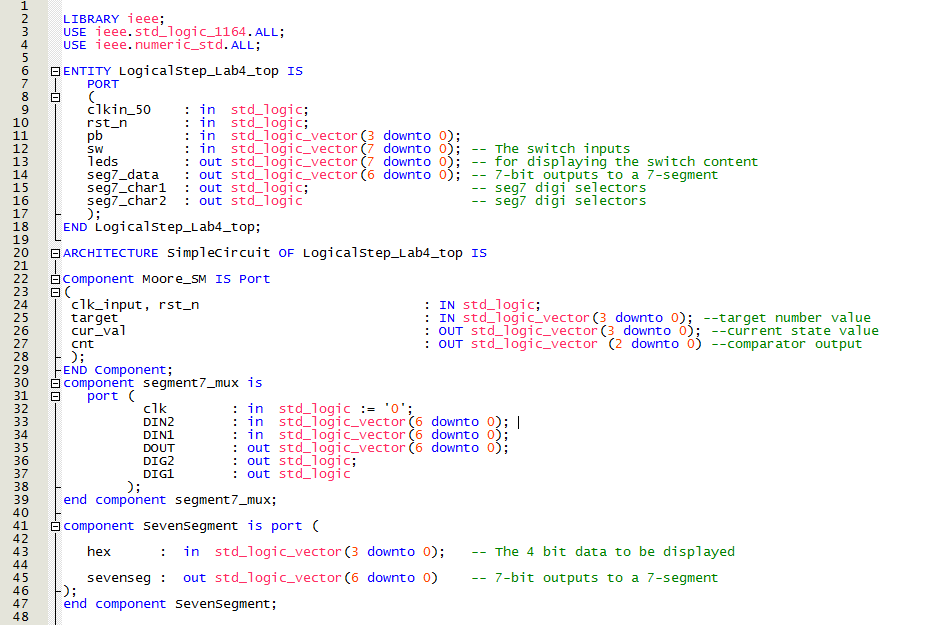 1
2 LIBRARY ieee;
3 USE ieee.std_logic_1164.ALL;
4 USE ieee.numeric_std.ALL;
5
6 ENTITY LogicalStep_Lab4_top IS
7 PORT
8 (
9 clkin_50 : in std_logic;
10 rst_n : in std_logic;
11 pb : in std_logic_vector(3 downto 0);
12 sw : in std_logic_vector(7 downto 0); -- The switch inputs
13 leds : out std_logic_vector(7 downto 0); -- for displaying the switch content
14 seg7_data : out std_logic_vector(6 downto 0); -- 7-bit outputs to a 7-segment
15 seg7_char1 : out std_logic; -- seg7 digi selectors
16 seg7_char2 : out std_logic -- seg7 digi selectors
17 );
18 END LogicalStep_Lab4_top;
19
20 ARCHITECTURE SimpleCircuit OF LogicalStep_Lab4_top IS
21
22 Component Moore_SM IS Port
23 (
24 clk_input, rst_n : IN std_logic;
25 target : IN std_logic_vector(3 downto 0); --target number value
26 cur_val : OUT std_logic_vector(3 downto 0); --current state value
27 cnt : OUT std_logic_vector (2 downto 0) --comparator output
28 );
29 END Component;
30 component segment7_mux is
31 port (
32 clk : in std_logic := '0';
33 DIN2 : in std_logic_vector(6 downto 0);
34 DIN1 : in std_logic_vector(6 downto 0);
35 DOUT : out std_logic_vector(6 downto 0);
36 DIG2 : out std_logic;
37 DIG1 : out std_logic
38 );
39 end component segment7_mux;
40
41 component SevenSegment is port (
42
43 hex : in std_logic_vector(3 downto 0); -- The 4 bit data to be displayed
44
45 sevenseg : out std_logic_vector(6 downto 0) -- 7-bit outputs to a 7-segment
46 );
47 end component SevenSegment;
48